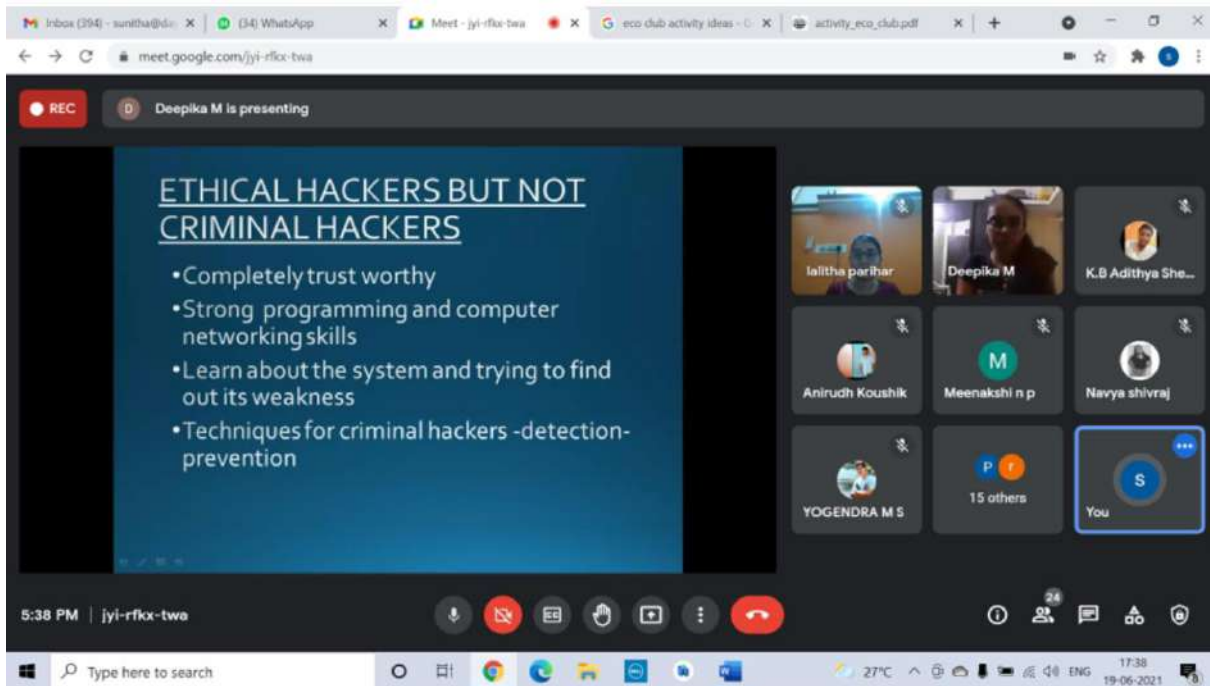 Inbox (394) - sunitha@da
(34) WhatsApp
Meet - jyi-rfkx-twa
eco club activity ideas - G
activity_eco_club.pdf
meet.google.com/jyi-rfkx-twa
REC
D
Deepika M is presenting
ETHICAL HACKERS BUT NOT
CRIMINAL HACKERS
•Completely trust worthy
•Strong programming and computer
networking skills
•Learn about the system and trying to find
out its weakness
•Techniques for criminal hackers -detection-
prevention
lalitha parihar
Deepika M
K.B Adithya She...
Anirudh Koushik
M
Meenakshi n p
Navya shivraj
YOGENDRA M S
P r
15 others
S
You
5:38 PM | jyi-rfkx-twa
24
Type here to search
27°C
ENG
17:38
19-06-2021